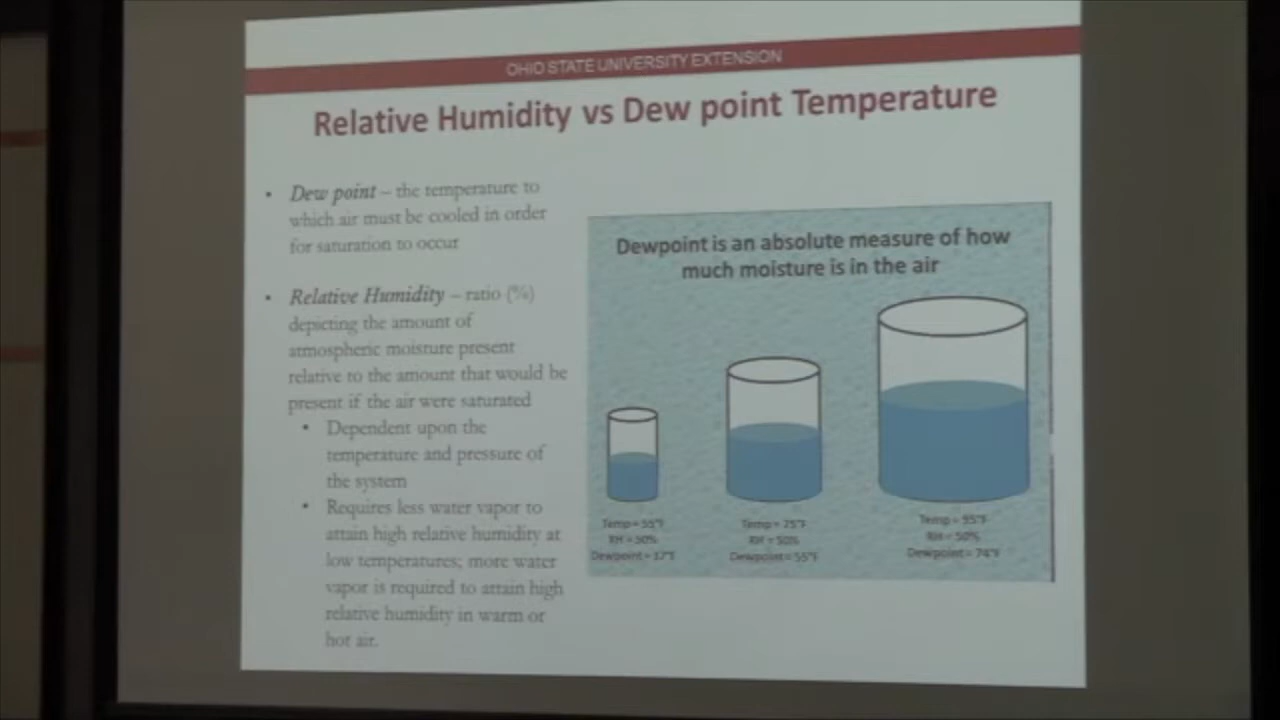 OHIO STATE UNIVERSITY EXTENSION
Relative Humidity vs Dew point Temperature
• Dew point – the temperature to
which air must be cooled in order
for saturation to occur
• Relative Humidity – ratio (%)
depicting the amount of
atmospheric moisture present
relative to the amount that would be
present if the air were saturated
• Dependent upon the
temperature and pressure of
the system
• Requires less water vapor to
attain high relative humidity at
low temperatures; more water
vapor is required to attain high
relative humidity in warm or
hot air.
Dewpoint is an absolute measure of how
much moisture is in the air
Temp = 55°F
RH = 50%
Dewpoint = 37°F
Temp = 75°F
RH = 50%
Dewpoint = 55°F
Temp = 95°F
RH = 50%
Dewpoint = 74°F